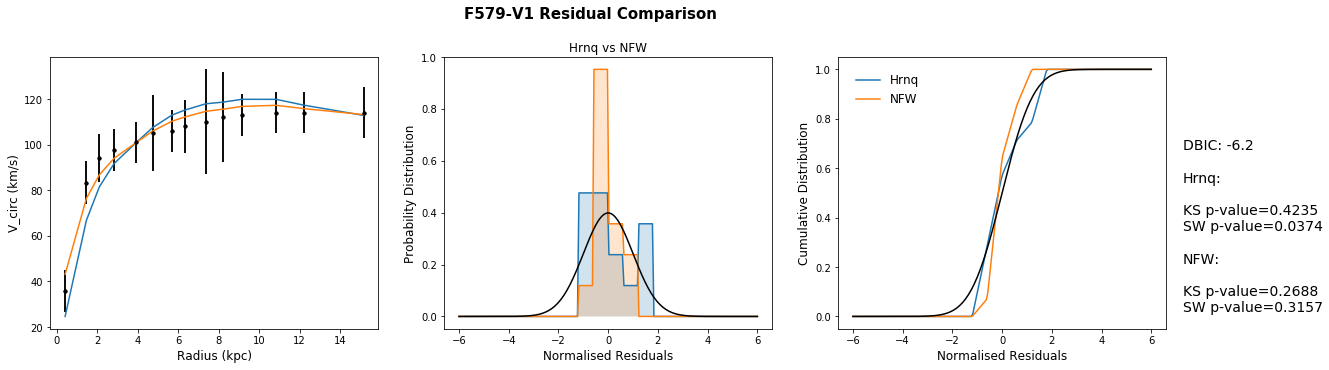 F579-V1 Residual Comparison
V_circ (km/s)
120
100
80
60
40
20
0
2
4
6
8
10
12
14
Radius (kpc)
Hrnq vs NFW
Probability Distribution
1.0
0.8
0.6
0.4
0.2
0.0
−6
−4
−2
0
2
4
6
Normalised Residuals
Cumulative Distribution
1.0
0.8
0.6
0.4
0.2
0.0
−6
−4
−2
0
2
4
6
Normalised Residuals
Hrnq
NFW
DBIC: -6.2
Hrnq:
KS p-value=0.4235
SW p-value=0.0374
NFW:
KS p-value=0.2688
SW p-value=0.3157